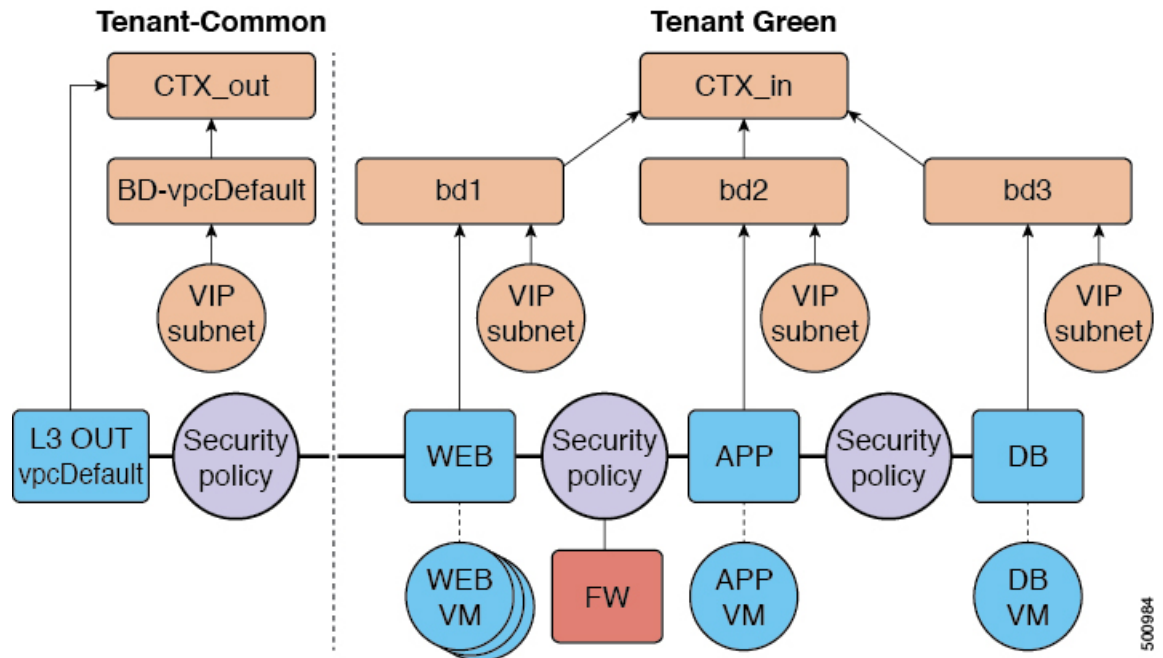 Tenant-Common
Tenant Green
CTX_out
CTX_in
BD-vpcDefault
bd1
bd2
bd3
VIP
subnet
VIP
subnet
VIP
subnet
VIP
subnet
L3 OUT
vpcDefault
Security
policy
WEB
Security
policy
APP
Security
policy
DB
WEB
VM
FW
APP
VM
DB
VM
500984